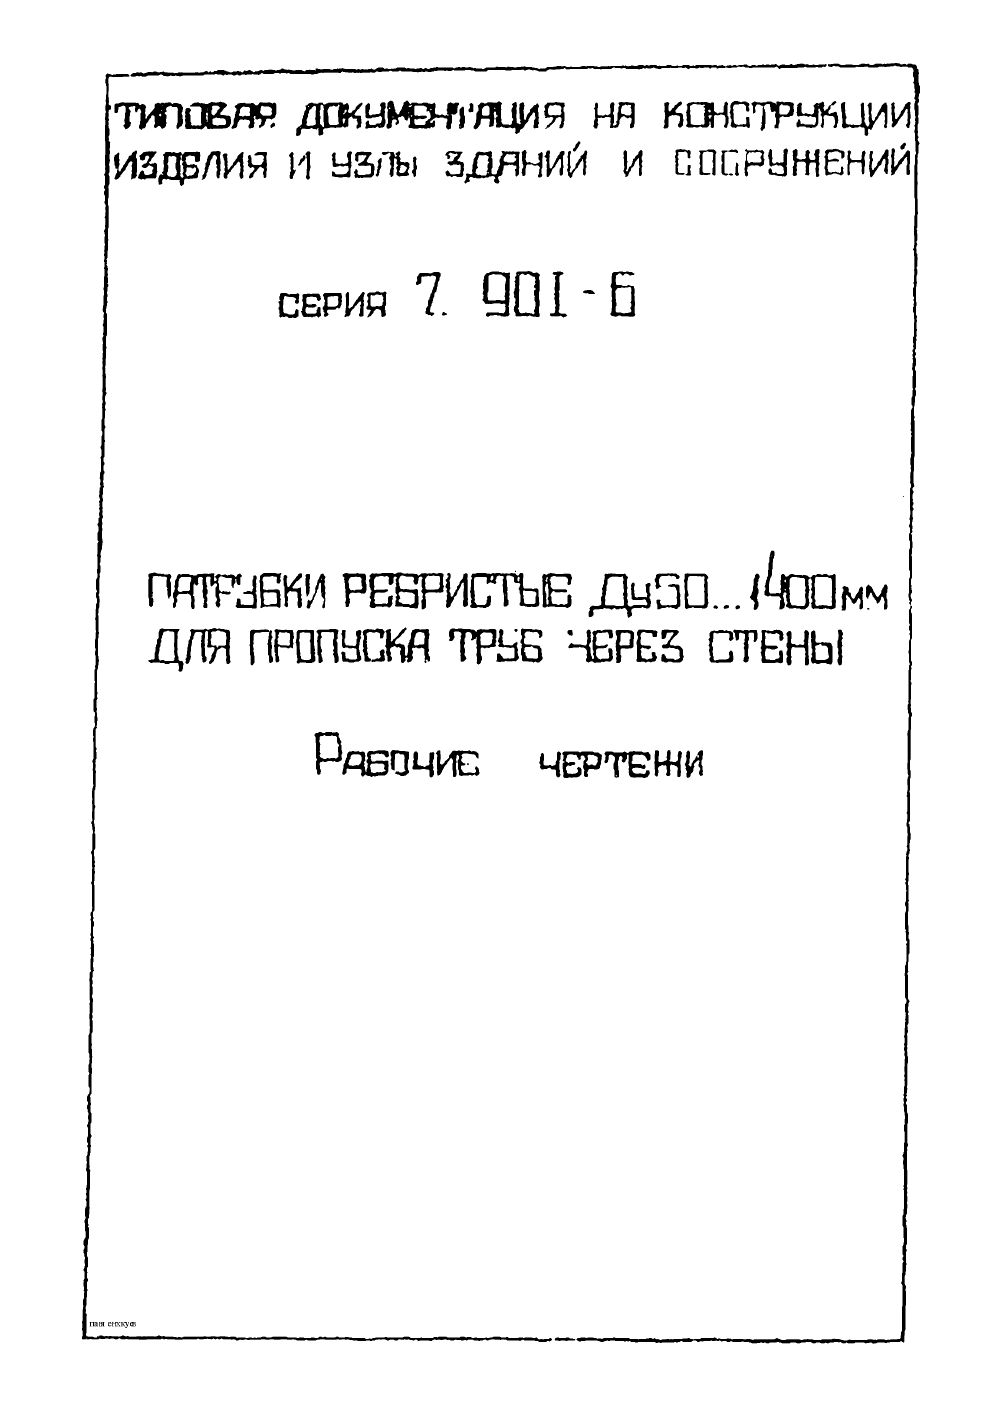 ТИПОВАЯ ДОКУМЕНТАЦИЯ НА КОНСТРУКЦИИ
ИЗДЕЛИЯ И УЗЛЫ ЗДАНИЙ И СООРУЖЕНИЙ
СЕРИЯ 7. 901-6
ПАТРУБКИ РЕБРИСТЫЕ Ду50...1400мм
ДЛЯ ПРОПУСКА ТРУБ ЧЕРЕЗ СТЕНЫ
РАБОЧИЕ ЧЕРТЕЖИ